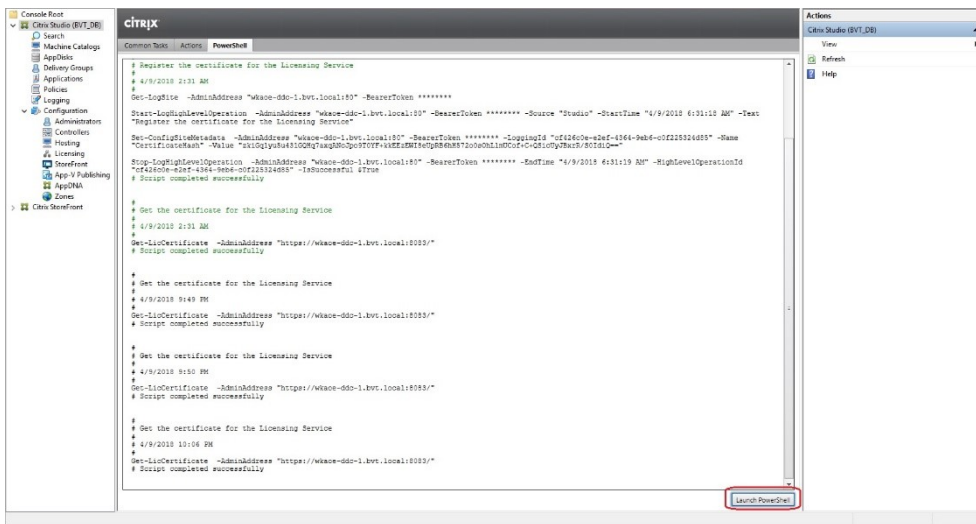 Console Root
Citrix Studio (BVT_DB)
Search
Machine Catalogs
AppDisks
Delivery Groups
Applications
Policies
Logging
Configuration
Administrators
Controllers
Hosting
Licensing
StoreFront
App-V Publishing
AppDNA
Zones
Citrix StoreFront
CITRIX
Common Tasks Actions PowerShell
# Register the certificate for the Licensing Service
#
# 4/9/2018 2:31 AM
#
Get-LogSite -AdminAddress "wkace-ddc-1.bvt.local:80" -BearerToken ********
Start-LogHighLevelOperation -AdminAddress "wkace-ddc-1.bvt.local:80" -BearerToken ******** -Source "Studio" -StartTime "4/9/2018 6:31:18 AM" -Text
"Register the certificate for the Licensing Service"
Set-ConfigSiteMetadata -AdminAddress "wkace-ddc-1.bvt.local:80" -BearerToken ******** -LoggingId "cf426c0e-e2ef-4364-9eb6-c0f225324d85" -Name
"CertificateHash" -Value
Stop-LogHighLevelOperation -AdminAddress "wkace-ddc-1.bvt.local:80" -BearerToken ******** -EndTime "4/9/2018 6:31:19 AM" -HighLevelOperationId
"cf426c0e-e2ef-4364-9eb6-c0f225324d85" -IsSuccessful $True
# Script completed successfully
#
# Get the certificate for the Licensing Service
#
# 4/9/2018 2:31 AM
#
Get-LicCertificate -AdminAddress "https://wkace-ddc-1.bvt.local:8083/"
# Script completed successfully
#
# Get the certificate for the Licensing Service
#
# 4/9/2018 9:49 PM
#
Get-LicCertificate -AdminAddress "https://wkace-ddc-1.bvt.local:8083/"
# Script completed successfully
#
# Get the certificate for the Licensing Service
#
# 4/9/2018 9:50 PM
#
Get-LicCertificate -AdminAddress "https://wkace-ddc-1.bvt.local:8083/"
# Script completed successfully
#
# Get the certificate for the Licensing Service
#
# 4/9/2018 10:06 PM
#
Get-LicCertificate -AdminAddress "https://wkace-ddc-1.bvt.local:8083/"
# Script completed successfully
Launch PowerShell
Actions
Citrix Studio (BVT_DB)
View
Refresh
Help